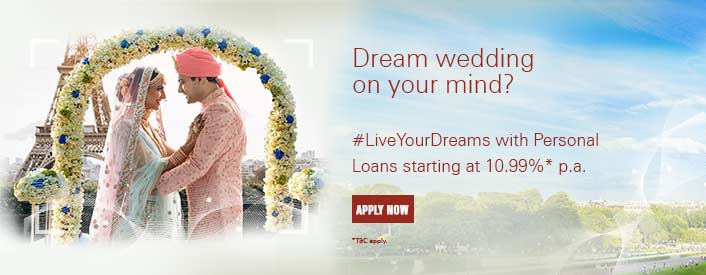 Dream wedding
on your mind?
#LiveYourDreams with Personal
Loans starting at 10.99%* p.a.
APPLY NOW
*T&C apply.